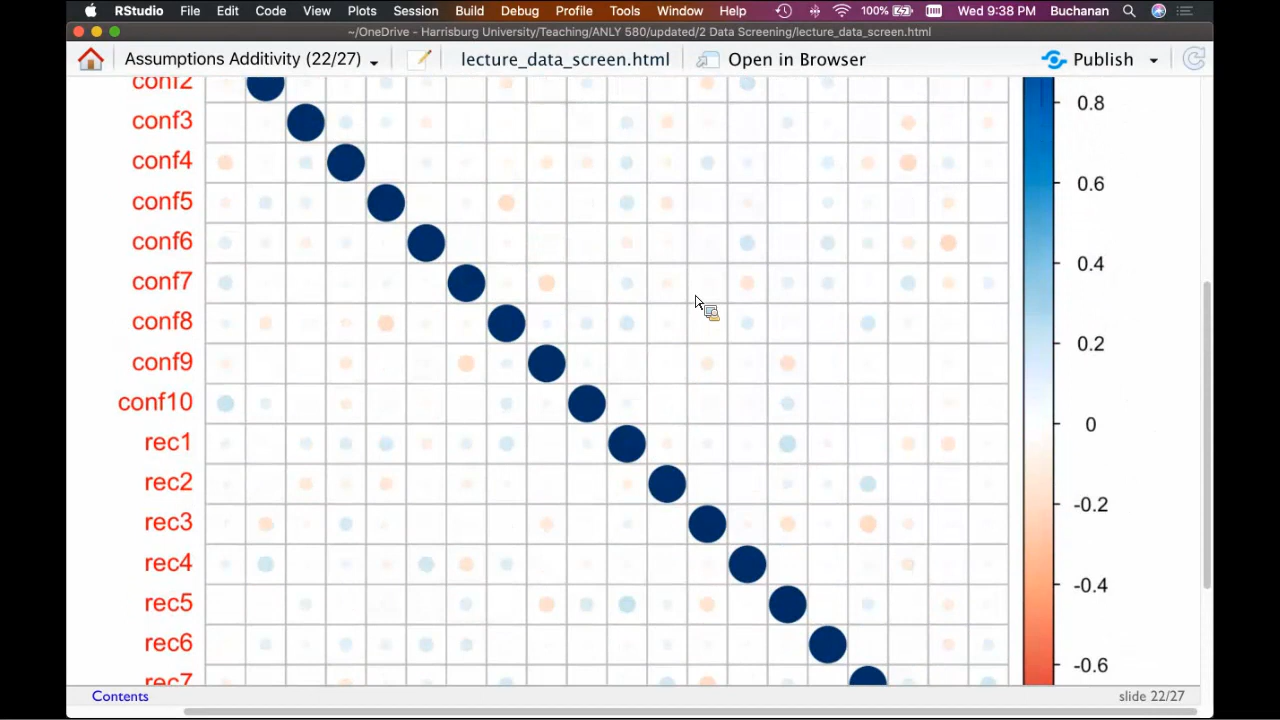 RStudio File Edit Code View Plots Session Build Debug Profile Tools Window Help 100% Wed 9:38 PM Buchanan
~/OneDrive - Harrisburg University/Teaching/ANLY 580/updated/2 Data Screening/lecture_data_screen.html
Assumptions Additivity (22/27) lecture_data_screen.html Open in Browser Publish
conf2
conf3
conf4
conf5
conf6
conf7
conf8
conf9
conf10
rec1
rec2
rec3
rec4
rec5
rec6
rec7
0.8
0.6
0.4
0.2
0
-0.2
-0.4
-0.6
Contents slide 22/27